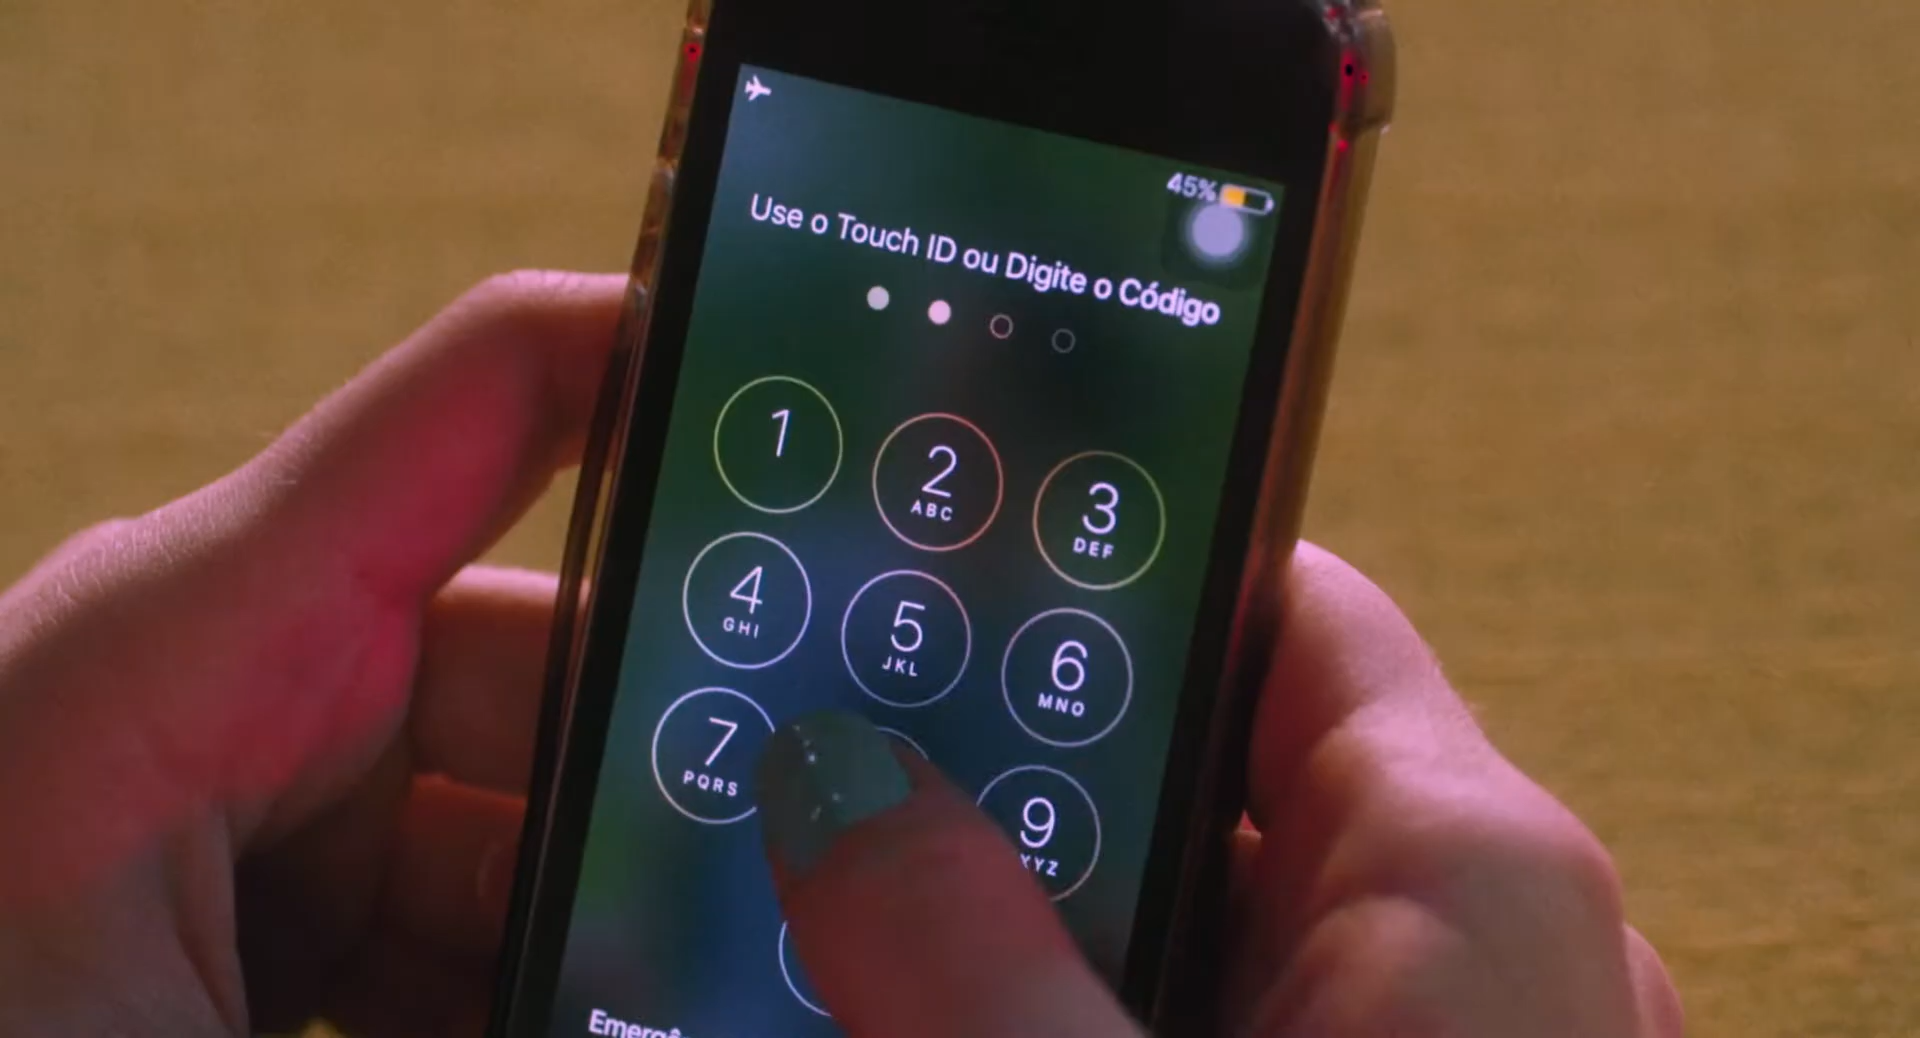 45%
Use o Touch ID ou Digite o Código
1
2
ABC
3
DEF
4
GHI
5
JKL
6
MNO
7
PQRS
9